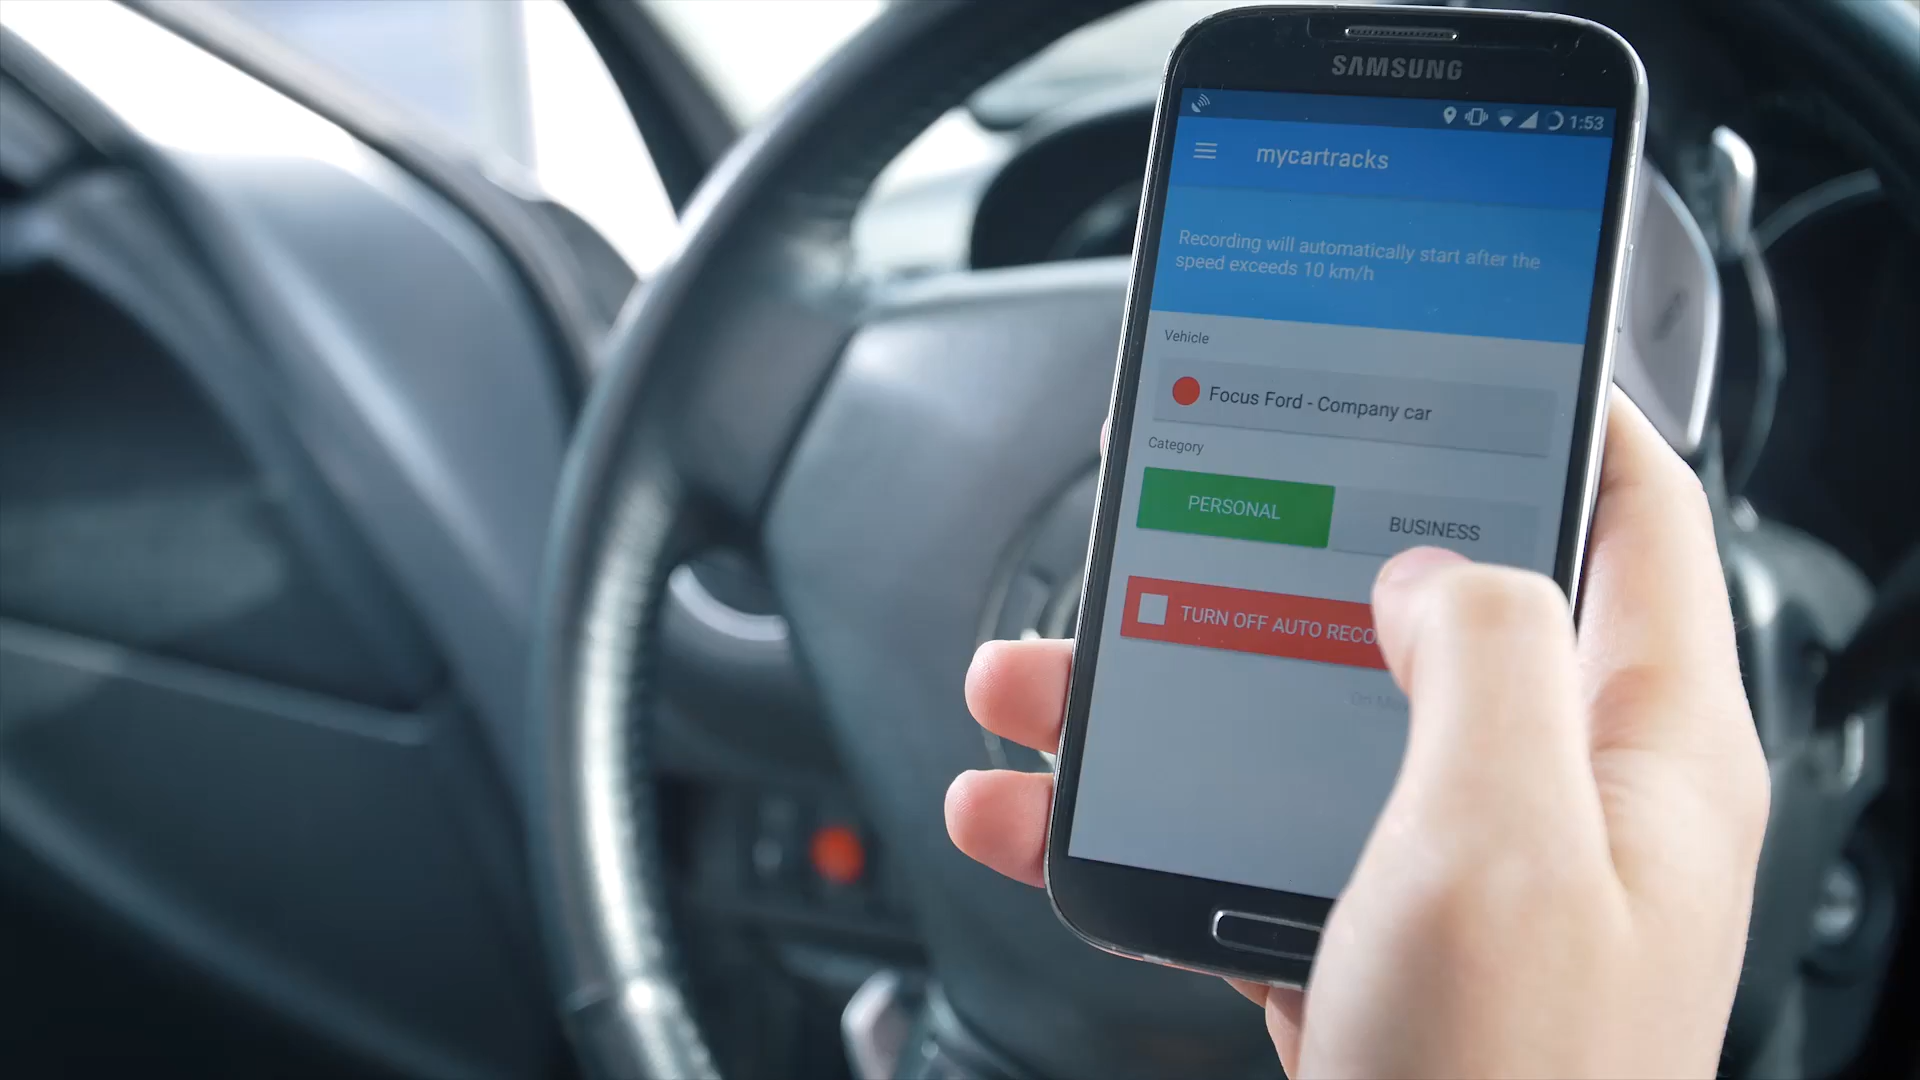 SAMSUNG
1:53
mycartracks
Recording will automatically start after the
speed exceeds 10 km/h
Vehicle
Focus Ford - Company car
Category
PERSONAL
BUSINESS
TURN OFF AUTO RECO